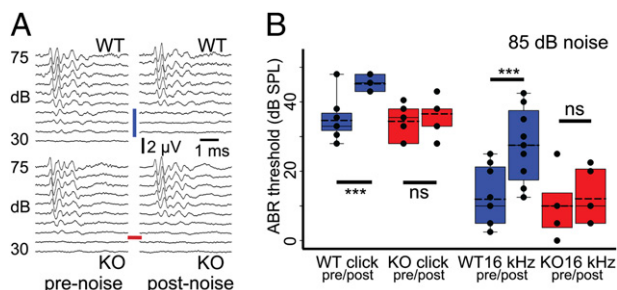 A
WT
WT
75
dB
30
2 µV
1 ms
75
dB
30
KO
KO
pre-noise
post-noise
B
85 dB noise
ABR threshold (dB SPL)
40
20
10
0
***
ns
***
ns
WT click
pre/post
KO click
pre/post
WT16 kHz
pre/post
KO16 kHz
pre/post